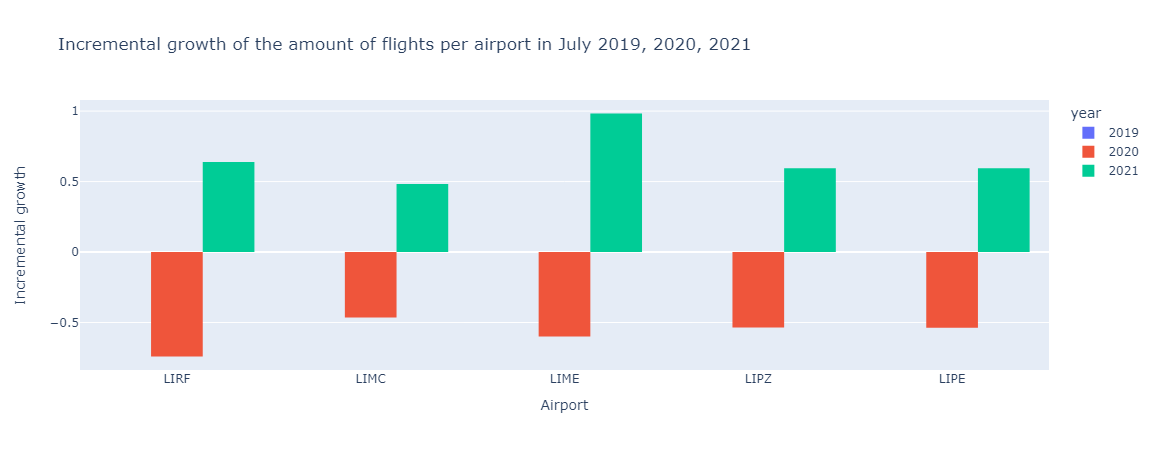 Incremental growth of the amount of flights per airport in July 2019, 2020, 2021
year
2019
2020
2021
Incremental growth
1
0.5
0
−0.5
LIRF LIMC LIME LIPZ LIPE
Airport